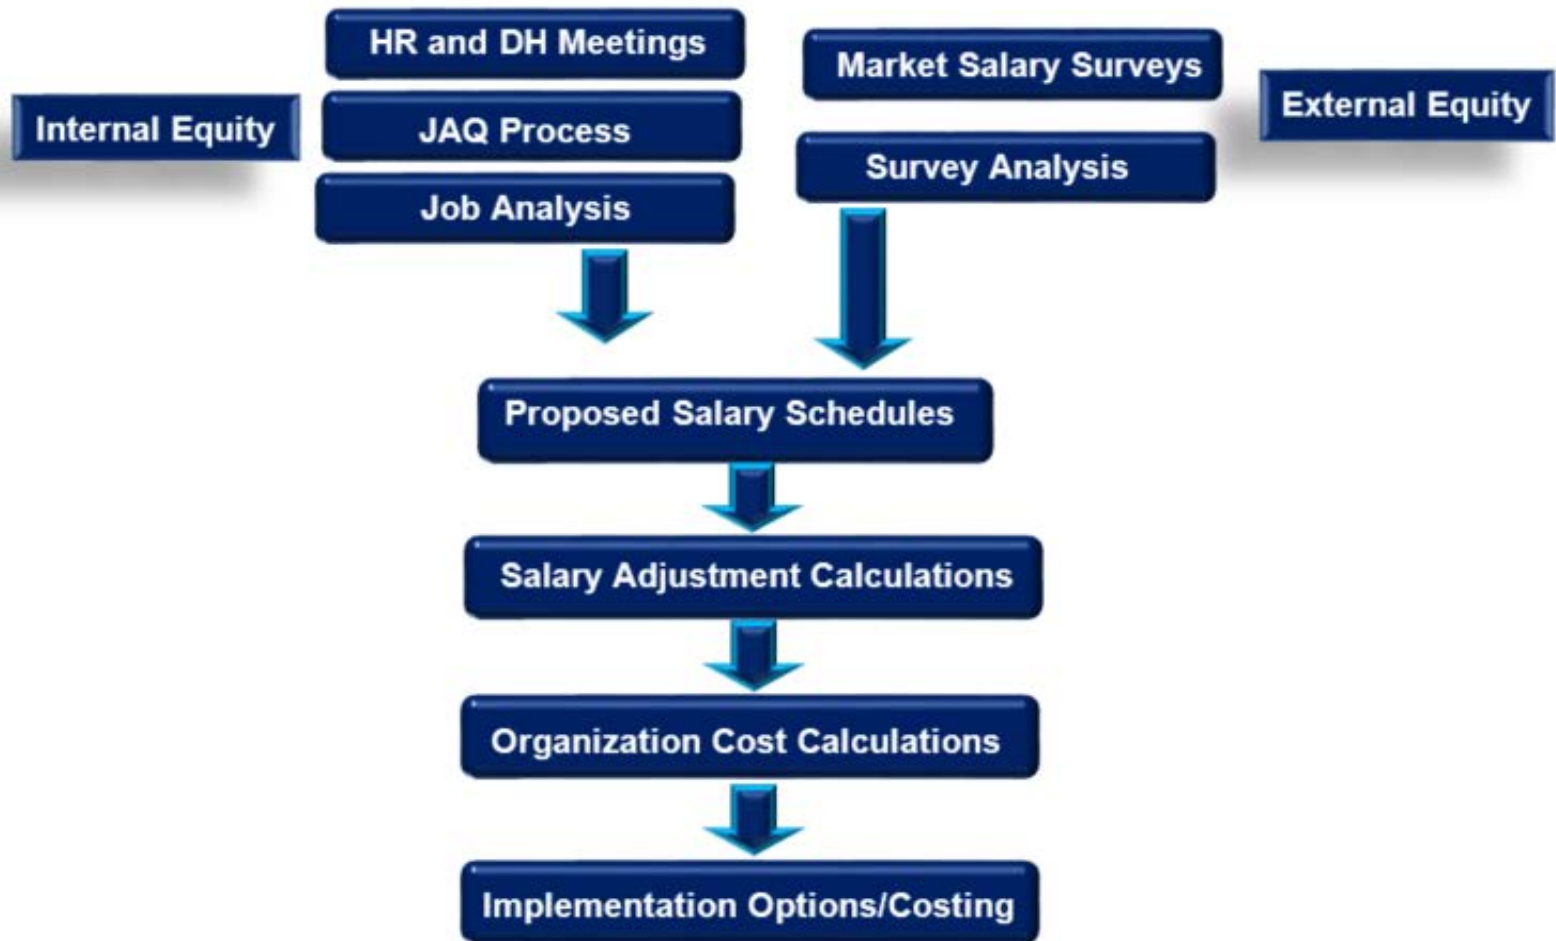 Internal Equity
HR and DH Meetings
JAQ Process
Job Analysis
Market Salary Surveys
Survey Analysis
External Equity
Proposed Salary Schedules
Salary Adjustment Calculations
Organization Cost Calculations
Implementation Options/Costing